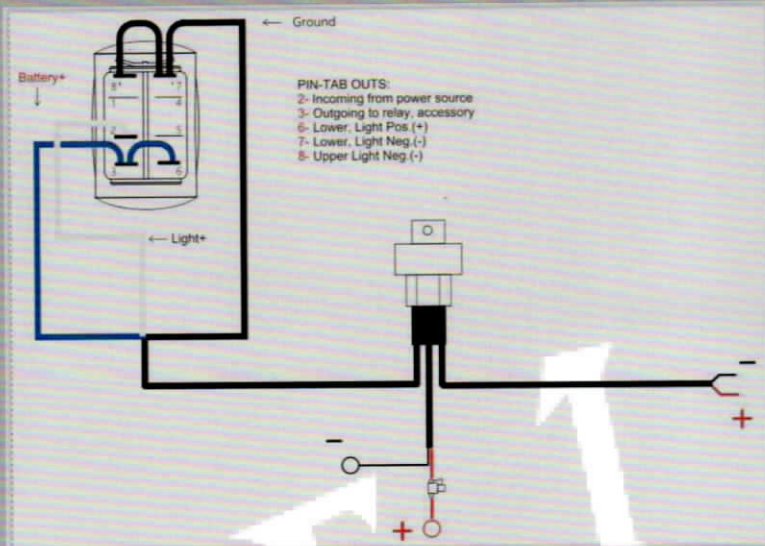 ← Ground
Battery+
↓
PIN-TAB OUTS:
2- Incoming from power source
3- Outgoing to relay, accessory
6- Lower, Light Pos.(+)
7- Lower, Light Neg.(-)
8- Upper Light Neg.(-)
8 7
1 4
2 5
3 6
← Light+
-
+
-
+